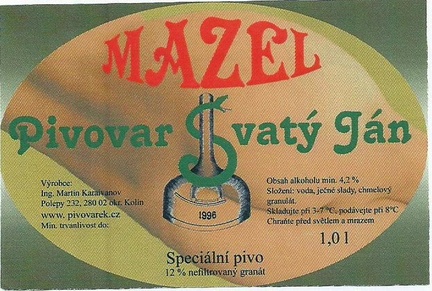 MAZEL
Pivovar Svatý Ján
1996
Výrobce:
Ing. Martin Karaivanov
Polepy 232, 280 02 okr. Kolín
www. pivovarek.cz
Min. trvanlivost do:
Obsah alkoholu min. 4,2 %
Složení: voda, ječné slady, chmelový
granulát.
Skladujte při 3-7 °C, podávejte při 8°C
Chraňte před světlem a mrazem
1,0 l
Speciální pivo
12 % nefiltrovaný granát